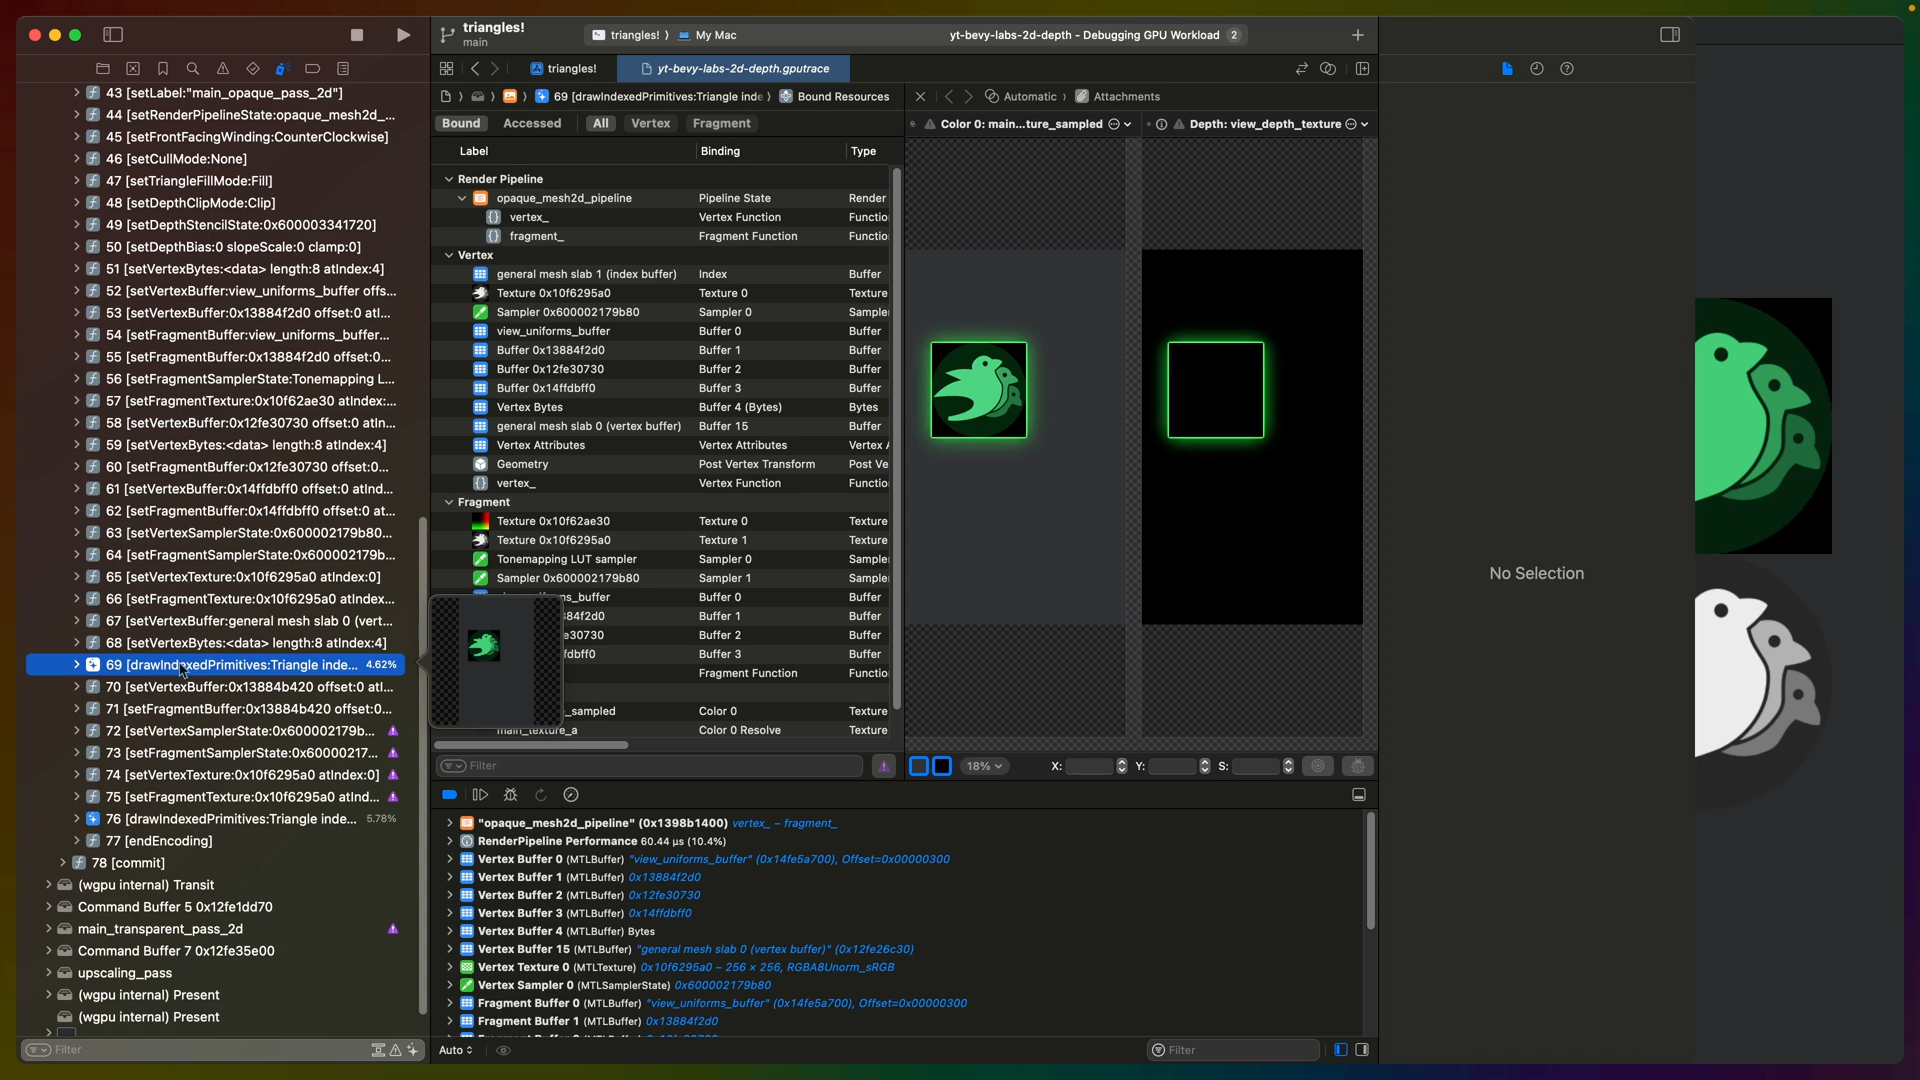 triangles!
main
triangles! 〉 My Mac
yt-bevy-labs-2d-depth - Debugging GPU Workload 2
triangles!
yt-bevy-labs-2d-depth.gputrace
69 [drawIndexedPrimitives:Triangle inde 〉 Bound Resources
Automatic 〉 Attachments
Bound Accessed All Vertex Fragment
Color 0: main...ture_sampled
Depth: view_depth_texture
43 [setLabel:"main_opaque_pass_2d"]
44 [setRenderPipelineState:opaque_mesh2d_...
45 [setFrontFacingWinding:CounterClockwise]
46 [setCullMode:None]
47 [setTriangleFillMode:Fill]
48 [setDepthClipMode:Clip]
49 [setDepthStencilState:0x600003341720]
50 [setDepthBias:0 slopeScale:0 clamp:0]
51 [setVertexBytes:<data> length:8 atIndex:4]
52 [setVertexBuffer:view_uniforms_buffer offs...
53 [setVertexBuffer:0x13884f2d0 offset:0 atI...
54 [setFragmentBuffer:view_uniforms_buffer...
55 [setFragmentBuffer:0x13884f2d0 offset:0...
56 [setFragmentSamplerState:Tonemapping L...
57 [setFragmentTexture:0x10f62ae30 atIndex:...
58 [setVertexBuffer:0x12fe30730 offset:0 atIn...
59 [setVertexBytes:<data> length:8 atIndex:4]
60 [setFragmentBuffer:0x12fe30730 offset:0...
61 [setVertexBuffer:0x14ffdbff0 offset:0 atInd...
62 [setFragmentBuffer:0x14ffdbff0 offset:0 at...
63 [setVertexSamplerState:0x600002179b80...
64 [setFragmentSamplerState:0x600002179b...
65 [setVertexTexture:0x10f6295a0 atIndex:0]
66 [setFragmentTexture:0x10f6295a0 atIndex...
67 [setVertexBuffer:general mesh slab 0 (vert...
68 [setVertexBytes:<data> length:8 atIndex:4]
69 [drawIndexedPrimitives:Triangle inde... 4.62%
70 [setVertexBuffer:0x13884b420 offset:0 atI...
71 [setFragmentBuffer:0x13884b420 offset:0...
72 [setVertexSamplerState:0x600002179b...
73 [setFragmentSamplerState:0x60000217...
74 [setVertexTexture:0x10f6295a0 atIndex:0]
75 [setFragmentTexture:0x10f6295a0 atInd...
76 [drawIndexedPrimitives:Triangle inde... 5.78%
77 [endEncoding]
78 [commit]
(wgpu internal) Transit
Command Buffer 5 0x12fe1dd70
main_transparent_pass_2d
Command Buffer 7 0x12fe35e00
upscaling_pass
(wgpu internal) Present
(wgpu internal) Present
Filter
Label Binding Type
Render Pipeline
opaque_mesh2d_pipeline Pipeline State Render
vertex_ Vertex Function Functio
fragment_ Fragment Function Functio
Vertex
general mesh slab 1 (index buffer) Index Buffer
Texture 0x10f6295a0 Texture 0 Texture
Sampler 0x600002179b80 Sampler 0 Sample
view_uniforms_buffer Buffer 0 Buffer
Buffer 0x13884f2d0 Buffer 1 Buffer
Buffer 0x12fe30730 Buffer 2 Buffer
Buffer 0x14ffdbff0 Buffer 3 Buffer
Vertex Bytes Buffer 4 (Bytes) Bytes
general mesh slab 0 (vertex buffer) Buffer 15 Buffer
Vertex Attributes Vertex Attributes Vertex A
Geometry Post Vertex Transform Post Ve
vertex_ Vertex Function Functio
Fragment
Texture 0x10f62ae30 Texture 0 Texture
Texture 0x10f6295a0 Texture 1 Texture
Tonemapping LUT sampler Sampler 0 Sample
Sampler 0x600002179b80 Sampler 1 Sample
ms_buffer Buffer 0 Buffer
84f2d0 Buffer 1 Buffer
e30730 Buffer 2 Buffer
fdbff0 Buffer 3 Buffer
Fragment Function Functio
_sampled Color 0 Texture
main_texture_a Color 0 Resolve Texture
Filter
18% X: Y: S:
"opaque_mesh2d_pipeline" (0x1398b1400) vertex_ – fragment_
RenderPipeline Performance 60.44 µs (10.4%)
Vertex Buffer 0 (MTLBuffer) "view_uniforms_buffer" (0x14fe5a700), Offset=0x00000300
Vertex Buffer 1 (MTLBuffer) 0x13884f2d0
Vertex Buffer 2 (MTLBuffer) 0x12fe30730
Vertex Buffer 3 (MTLBuffer) 0x14ffdbff0
Vertex Buffer 4 (MTLBuffer) Bytes
Vertex Buffer 15 (MTLBuffer) "general mesh slab 0 (vertex buffer)" (0x12fe26c30)
Vertex Texture 0 (MTLTexture) 0x10f6295a0 – 256 × 256, RGBA8Unorm_sRGB
Vertex Sampler 0 (MTLSamplerState) 0x600002179b80
Fragment Buffer 0 (MTLBuffer) "view_uniforms_buffer" (0x14fe5a700), Offset=0x00000300
Fragment Buffer 1 (MTLBuffer) 0x13884f2d0
Auto
Filter
No Selection